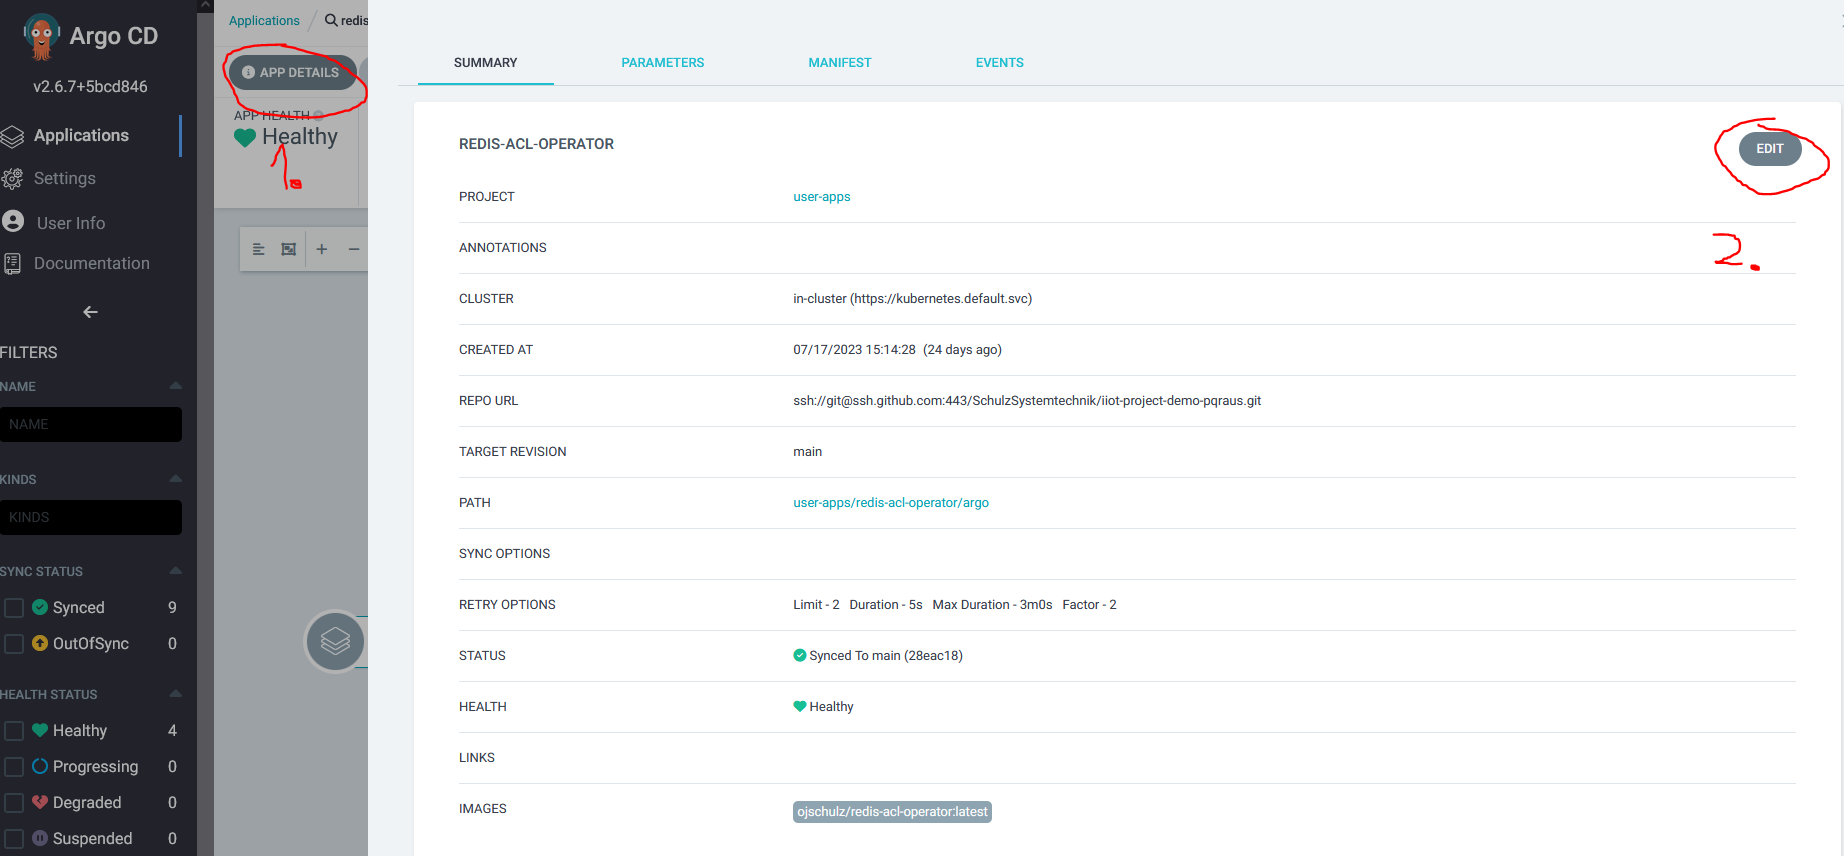 Argo CD
v2.6.7+5bcd846
Applications
Settings
User Info
Documentation
FILTERS
NAME
NAME
KINDS
KINDS
SYNC STATUS
Synced 9
OutOfSync 0
HEALTH STATUS
Healthy 4
Progressing 0
Degraded 0
Suspended 0
Applications / redis
APP DETAILS
APP HEALTH
Healthy
1.
SUMMARY PARAMETERS MANIFEST EVENTS
REDIS-ACL-OPERATOR
EDIT
2.
PROJECT user-apps
ANNOTATIONS
CLUSTER in-cluster (https://kubernetes.default.svc)
CREATED AT 07/17/2023 15:14:28 (24 days ago)
REPO URL ssh://git@ssh.github.com:443/SchulzSystemtechnik/iiot-project-demo-pqraus.git
TARGET REVISION main
PATH user-apps/redis-acl-operator/argo
SYNC OPTIONS
RETRY OPTIONS Limit - 2 Duration - 5s Max Duration - 3m0s Factor - 2
STATUS Synced To main (28eac18)
HEALTH Healthy
LINKS
IMAGES ojschulz/redis-acl-operator:latest